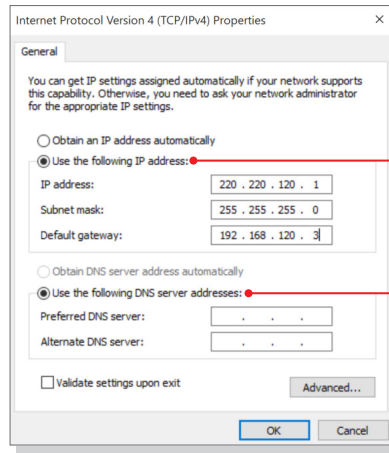 Internet Protocol Version 4 (TCP/IPv4) Properties
General
You can get IP settings assigned automatically if your network supports
this capability. Otherwise, you need to ask your network administrator
for the appropriate IP settings.
Obtain an IP address automatically
Use the following IP address:
IP address: 220 . 220 . 120 . 1
Subnet mask: 255 . 255 . 255 . 0
Default gateway: 192 . 168 . 120 . 3
Obtain DNS server address automatically
Use the following DNS server addresses:
Preferred DNS server: . . .
Alternate DNS server: . . .
Validate settings upon exit
Advanced...
OK Cancel